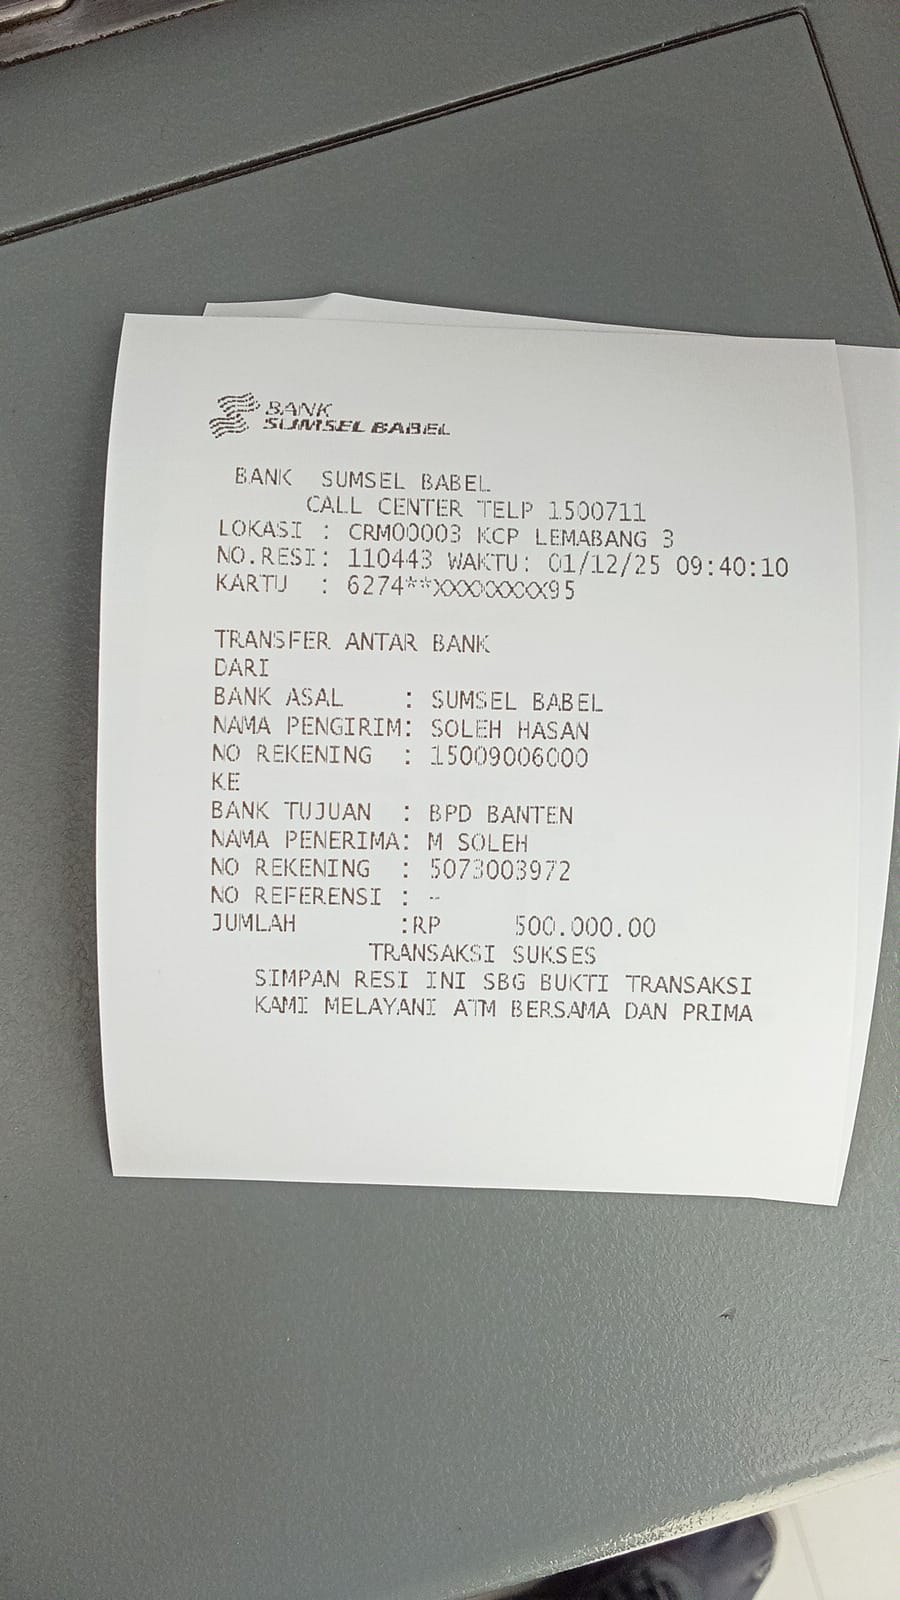 BANK
SUMSEL BABEL
BANK SUMSEL BABEL
CALL CENTER TELP 1500711
LOKASI : CRM00003 KCP LEMABANG 3
NO.RESI: 110443 WAKTU: 01/12/25 09:40:10
KARTU : 6274**XXXXXXXX95
TRANSFER ANTAR BANK
DARI
BANK ASAL : SUMSEL BABEL
NAMA PENGIRIM: SOLEH HASAN
NO REKENING : 15009006000
KE
BANK TUJUAN : BPD BANTEN
NAMA PENERIMA: M SOLEH
NO REKENING : 5073003972
NO REFERENSI : -
JUMLAH :RP 500.000.00
TRANSAKSI SUKSES
SIMPAN RESI INI SBG BUKTI TRANSAKSI
KAMI MELAYANI ATM BERSAMA DAN PRIMA